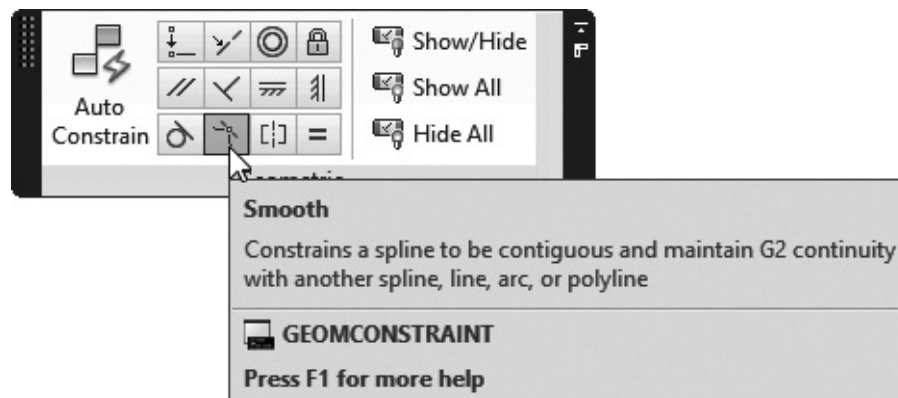 Auto
Constrain
Show/Hide
Show All
Hide All
Geometric
Smooth
Constrains a spline to be contiguous and maintain G2 continuity
with another spline, line, arc, or polyline
GEOMCONSTRAINT
Press F1 for more help